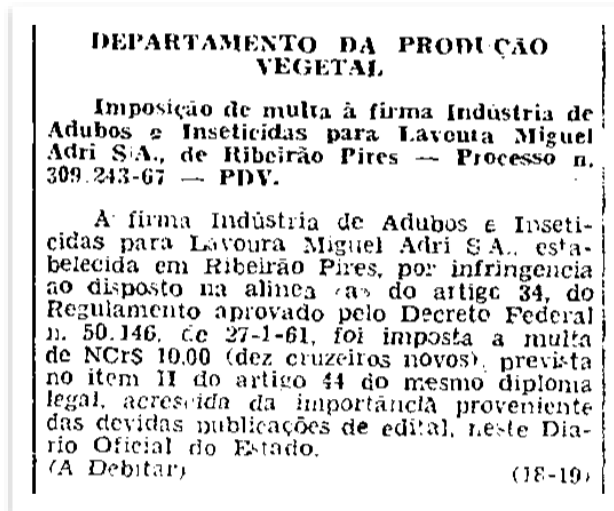 DEPARTAMENTO DA PRODUÇÃO
VEGETAL
Imposição de multa à firma Indústria de
Adubos e Inseticidas para Lavouta Miguel
Adri S.A., de Ribeirão Pires — Processo n.
309.243-67 — PDV.
A firma Indústria de Adubos e Inseti-
cidas para Lavoura Miguel Adri S.A., esta-
belecida em Ribeirão Pires, por infringencia
ao disposto na alinea «a» do artigo 34, do
Regulamento aprovado pelo Decreto Federal
n. 50.146, de 27-1-61, foi imposta a multa
de NCr$ 10,00 (dez cruzeiros novos), prevista
no item II do artigo 44 do mesmo diploma
legal, acrescida da importância proveniente
das devidas publicações de edital, neste Dia-
rio Oficial do Estado.
(A Debitar) (18-19)